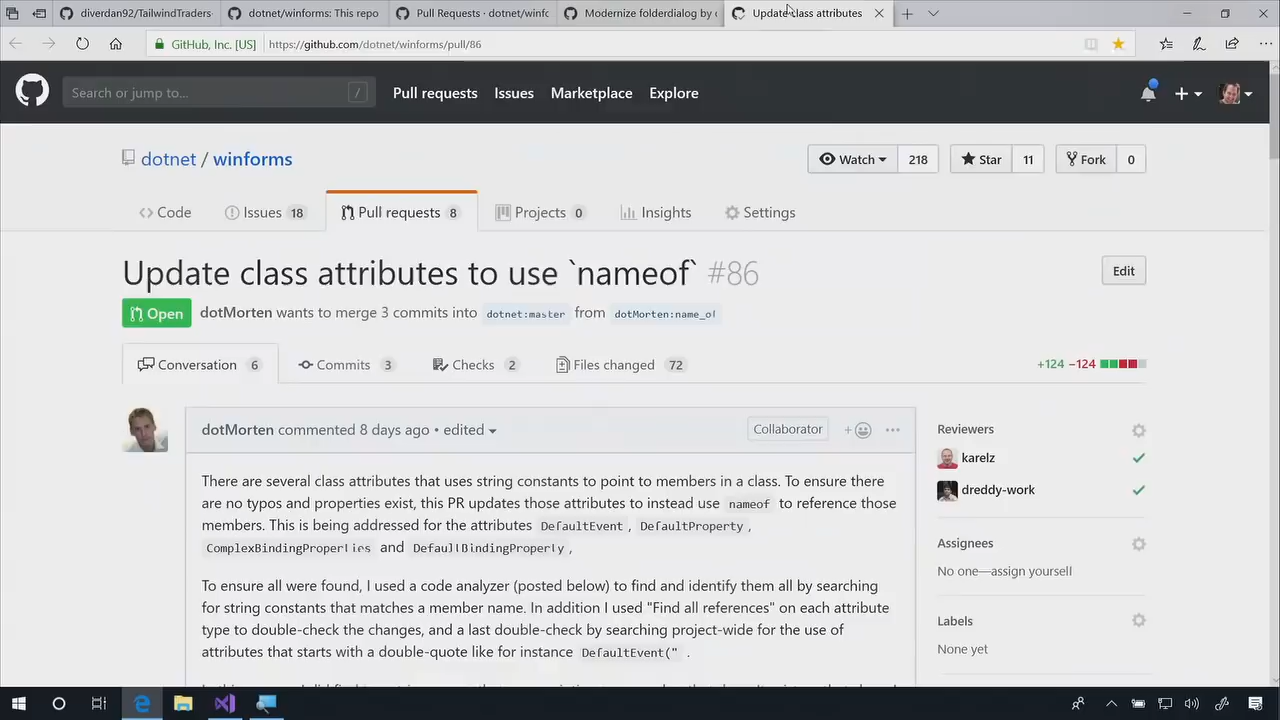 diverdan92/TailwindTraders
dotnet/winforms: This repo
Pull Requests · dotnet/winfo
Modernize folderdialog by
Update class attributes
GitHub, Inc. [US]
https://github.com/dotnet/winforms/pull/86
Search or jump to...
/
Pull requests
Issues
Marketplace
Explore
dotnet / winforms
Watch
218
Star
11
Fork
0
Code
Issues 18
Pull requests 8
Projects 0
Insights
Settings
Update class attributes to use `nameof` #86
Edit
Open
dotMorten wants to merge 3 commits into dotnet:master from dotMorten:name_of
Conversation 6
Commits 3
Checks 2
Files changed 72
+124 −124
dotMorten commented 8 days ago • edited
Collaborator
There are several class attributes that uses string constants to point to members in a class. To ensure there
are no typos and properties exist, this PR updates those attributes to instead use nameof to reference those
members. This is being addressed for the attributes DefaultEvent, DefaultProperty,
ComplexBindingProperties and DefaultBindingProperty,
To ensure all were found, I used a code analyzer (posted below) to find and identify them all by searching
for string constants that matches a member name. In addition I used "Find all references" on each attribute
type to double-check the changes, and a last double-check by searching project-wide for the use of
attributes that starts with a double-quote like for instance DefaultEvent(" .
Reviewers
karelz
dreddy-work
Assignees
No one—assign yourself
Labels
None yet